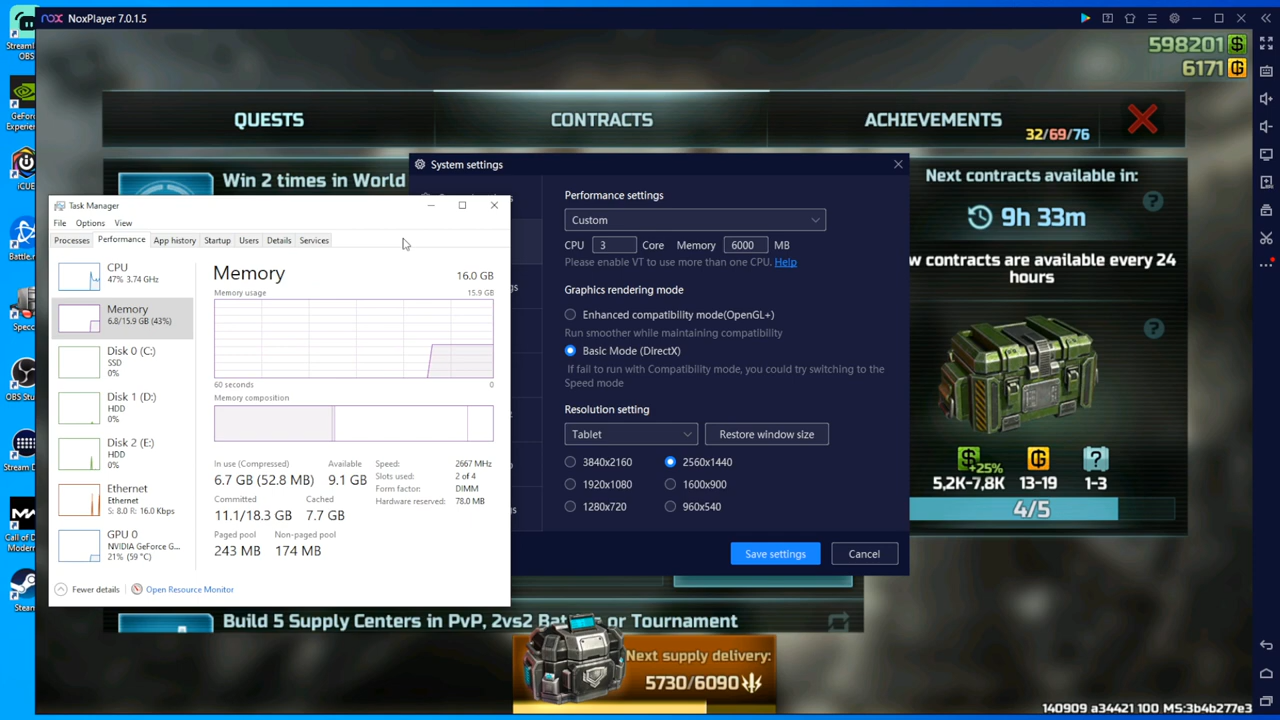 NoxPlayer 7.0.1.5
598201
6171
QUESTS
CONTRACTS
ACHIEVEMENTS
32/69/76
Win 2 times in World
Next contracts available in:
9h 33m
w contracts are available every 24
hours
+25%
5,2K-7,8K
13-19
1-3
4/5
Build 5 Supply Centers in PvP, 2vs2 Bat
or Tournament
Next supply delivery:
5730/6090
140909 a34421 100 MS:3b4b277e3
System settings
Performance settings
Custom
CPU 3 Core Memory 6000 MB
Please enable VT to use more than one CPU. Help
Graphics rendering mode
Enhanced compatibility mode(OpenGL+)
Run smoother while maintaining compatibility
Basic Mode (DirectX)
If fail to run with Compatibility mode, you could try switching to the
Speed mode
Resolution setting
Tablet
Restore window size
3840x2160 2560x1440
1920x1080 1600x900
1280x720 960x540
Save settings Cancel
Task Manager
File Options View
Processes Performance App history Startup Users Details Services
CPU
47% 3.74 GHz
Memory
6.8/15.9 GB (43%)
Disk 0 (C:)
SSD
0%
Disk 1 (D:)
HDD
0%
Disk 2 (E:)
HDD
0%
Ethernet
Ethernet
S: 8.0 R: 16.0 Kbps
GPU 0
NVIDIA GeForce G...
21% (59 °C)
Memory 16.0 GB
Memory usage 15.9 GB
60 seconds 0
Memory composition
In use (Compressed) Available
6.7 GB (52.8 MB) 9.1 GB
Committed Cached
11.1/18.3 GB 7.7 GB
Paged pool Non-paged pool
243 MB 174 MB
Speed: 2667 MHz
Slots used: 2 of 4
Form factor: DIMM
Hardware reserved: 78.0 MB
Fewer details Open Resource Monitor
Streaml
OBS
GeFor
Experien
iCUE
Battle.n
Specc
OBS Stu
Stream D
Call of D
Modern
Steam